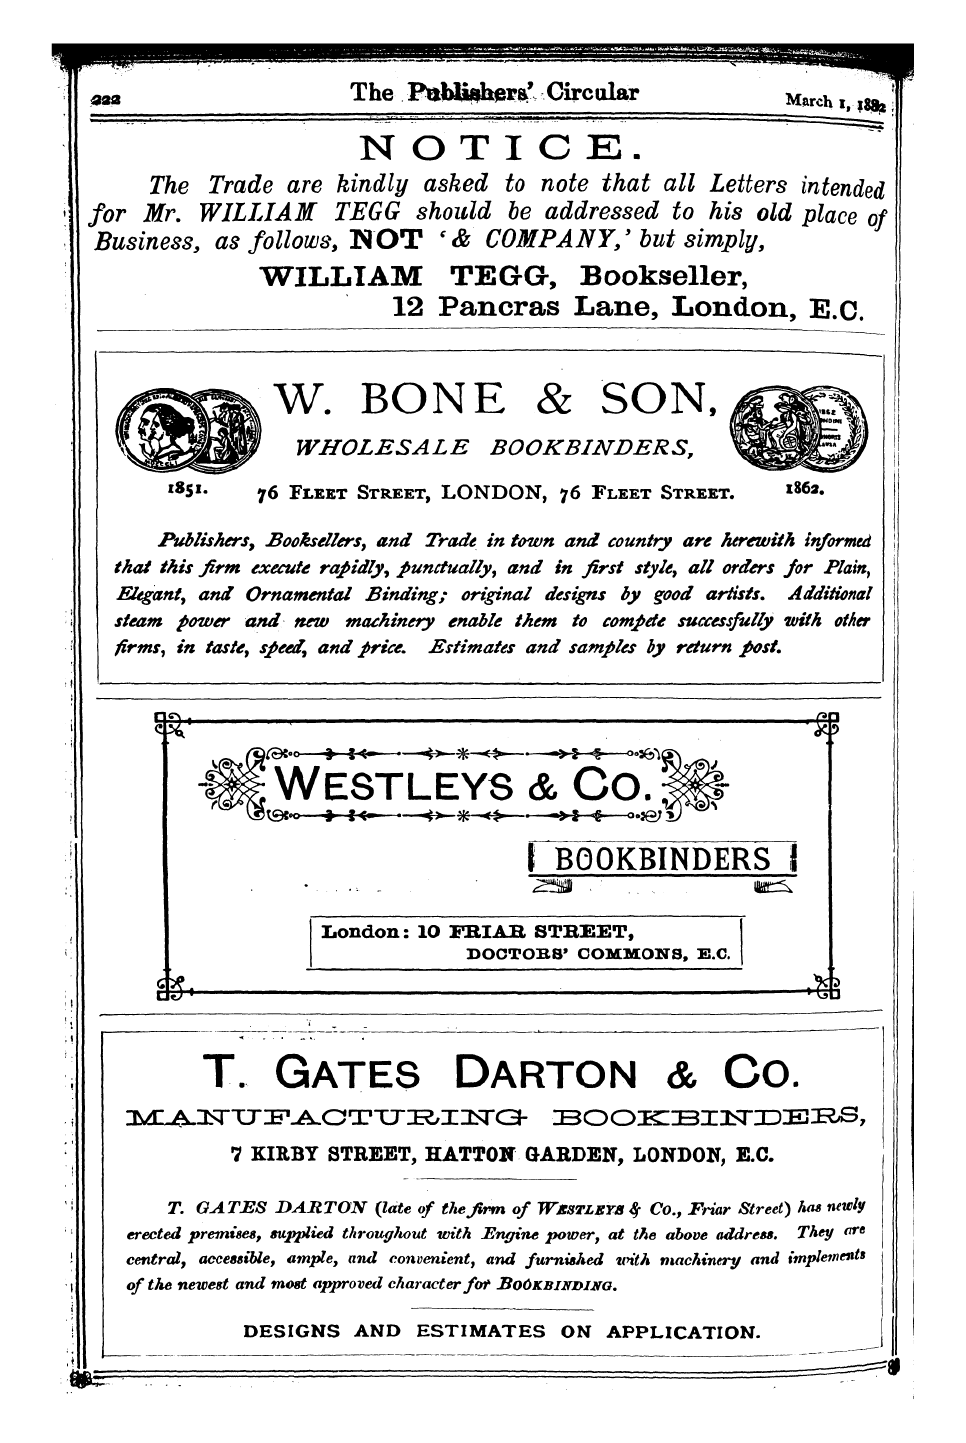 222 The Publishers' Circular March 1, 1882
NOTICE.
The Trade are kindly asked to note that all Letters intended
for Mr. WILLIAM TEGG should be addressed to his old place of
Business, as follows, NOT ‘& COMPANY,’ but simply,
WILLIAM TEGG, Bookseller,
12 Pancras Lane, London, E.C.
W. BONE & SON,
WHOLESALE BOOKBINDERS,
1851. 76 FLEET STREET, LONDON, 76 FLEET STREET. 1862.
Publishers, Booksellers, and Trade in town and country are herewith informed
that this firm execute rapidly, punctually, and in first style, all orders for Plain,
Elegant, and Ornamental Binding; original designs by good artists. Additional
steam power and new machinery enable them to compete successfully with other
firms, in taste, speed, and price. Estimates and samples by return post.
WESTLEYS & CO.
BOOKBINDERS
London: 10 FRIAR STREET,
DOCTORS' COMMONS, E.C.
T. GATES DARTON & CO.
MANUFACTURING BOOKBINDERS,
7 KIRBY STREET, HATTON GARDEN, LONDON, E.C.
T. GATES DARTON (late of the firm of WESTLEYS & Co., Friar Street) has newly
erected premises, supplied throughout with Engine power, at the above address. They are
central, accessible, ample, and convenient, and furnished with machinery and implements
of the newest and most approved character for BOOKBINDING.
DESIGNS AND ESTIMATES ON APPLICATION.